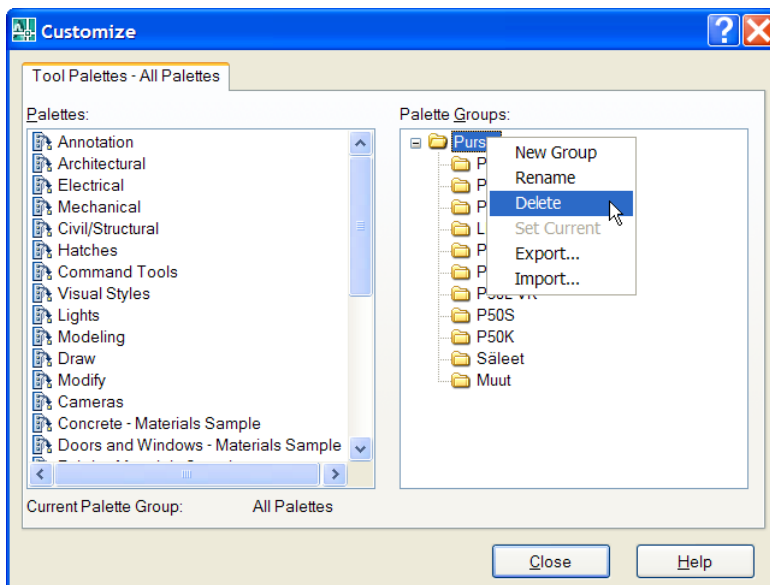 Customize
Tool Palettes - All Palettes
Palettes:
Annotation
Architectural
Electrical
Mechanical
Civil/Structural
Hatches
Command Tools
Visual Styles
Lights
Modeling
Draw
Modify
Cameras
Concrete - Materials Sample
Doors and Windows - Materials Sample
Palette Groups:
P
P
P
L
P
P
P50S
P50K
Säleet
Muut
New Group
Rename
Delete
Set Current
Export...
Import...
Current Palette Group: All Palettes
Close
Help